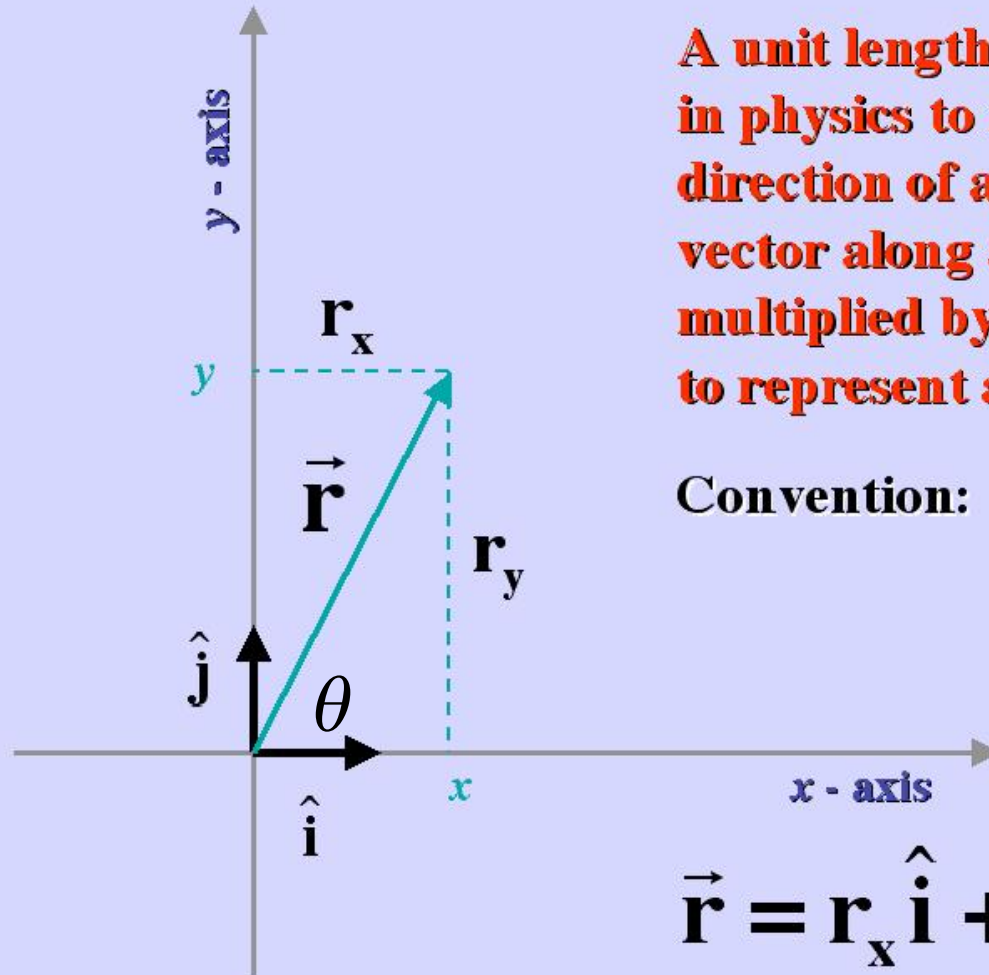 A unit length
in physics to
direction of a
vector along
multiplied by
to represent a
Convention:
y - axis
r_x
y
r⃗
r_y
ĵ
θ
x
x - axis
î
r⃗ = r_x î +